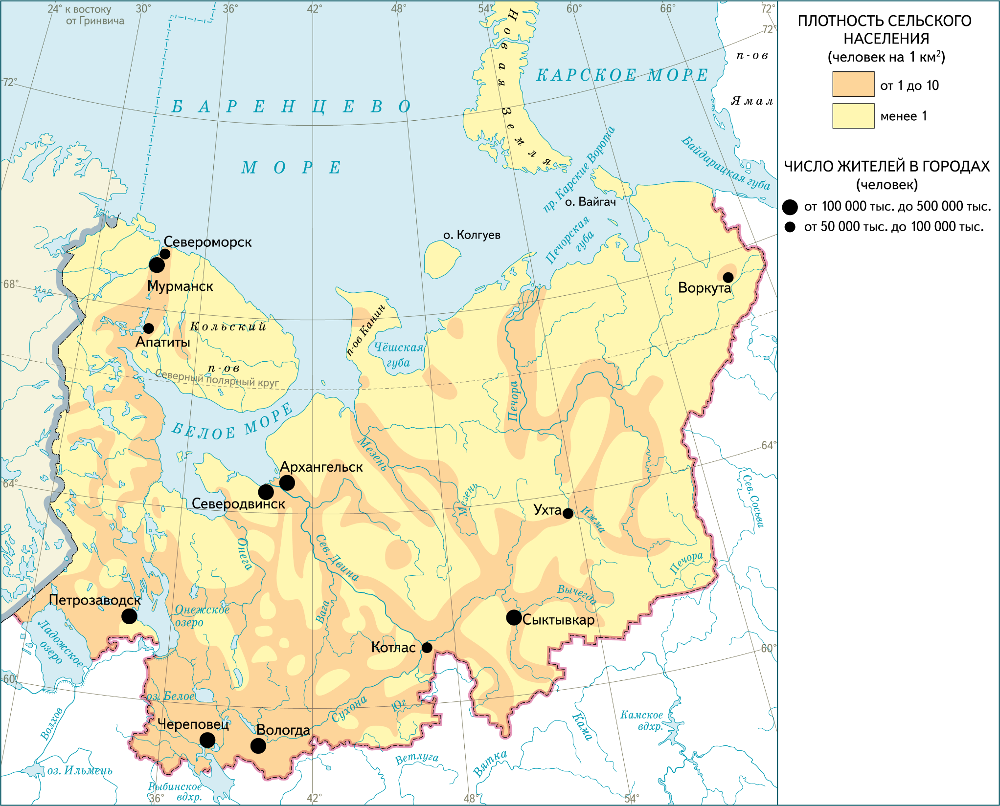 24° к востоку
от Гринвича
30°
36°
42°
48°
54°
60°
66°
72°
72°
72°
68°
64°
64°
60°
60°
36°
42°
48°
54°
БАРЕНЦЕВО
МОРЕ
КАРСКОЕ МОРЕ
Новая Земля
п-ов
Ямал
Байдарацкая губа
пр. Карские Ворота
о. Вайгач
Печорская
губа
о. Колгуев
Североморск
Мурманск
Апатиты
Кольский
п-ов
Северный полярный круг
п-ов Канин
Чёшская
губа
Воркута
Печора
БЕЛОЕ МОРЕ
Мезень
Мезень
Архангельск
Северодвинск
Ухта
Ижма
Сев. Сосьва
Онега
Сев. Двина
Печора
Петрозаводск
Онежское
озеро
Ладожское
озеро
Вага
Вычегда
Сыктывкар
Котлас
оз. Белое
Сухона
Юг
Череповец
Вологда
Волхов
оз. Ильмень
Рыбинское
вдхр.
Ветлуга
Вятка
Кама
Камское
вдхр.
ПЛОТНОСТЬ СЕЛЬСКОГО
НАСЕЛЕНИЯ
(человек на 1 км²)
от 1 до 10
менее 1
ЧИСЛО ЖИТЕЛЕЙ В ГОРОДАХ
(человек)
от 100 000 тыс. до 500 000 тыс.
от 50 000 тыс. до 100 000 тыс.